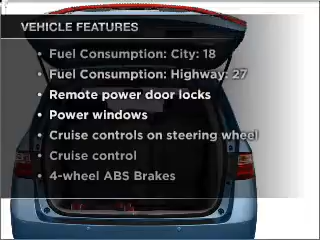 VEHICLE FEATURES
• Fuel Consumption: City: 18
• Fuel Consumption: Highway: 27
• Remote power door locks
• Power windows
• Cruise controls on steering wheel
• Cruise control
• 4-wheel ABS Brakes